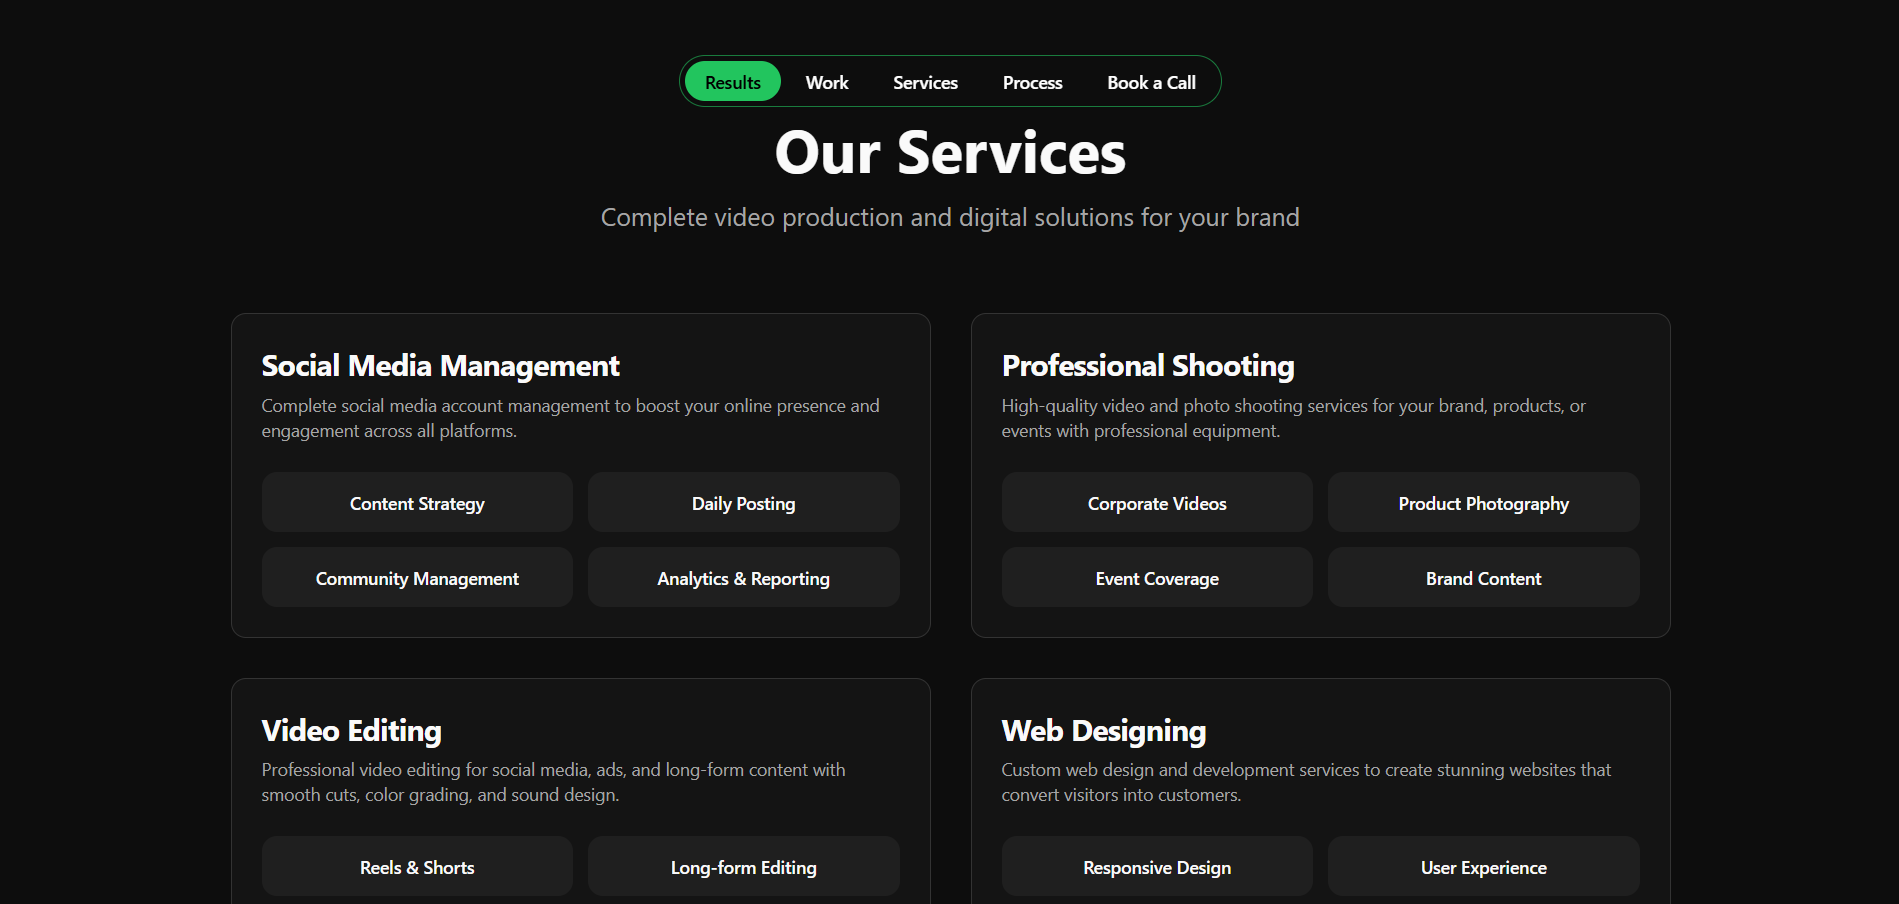 Results
Work
Services
Process
Book a Call
Our Services
Complete video production and digital solutions for your brand
Social Media Management
Complete social media account management to boost your online presence and
engagement across all platforms.
Content Strategy
Daily Posting
Community Management
Analytics & Reporting
Professional Shooting
High-quality video and photo shooting services for your brand, products, or
events with professional equipment.
Corporate Videos
Product Photography
Event Coverage
Brand Content
Video Editing
Professional video editing for social media, ads, and long-form content with
smooth cuts, color grading, and sound design.
Reels & Shorts
Long-form Editing
Web Designing
Custom web design and development services to create stunning websites that
convert visitors into customers.
Responsive Design
User Experience